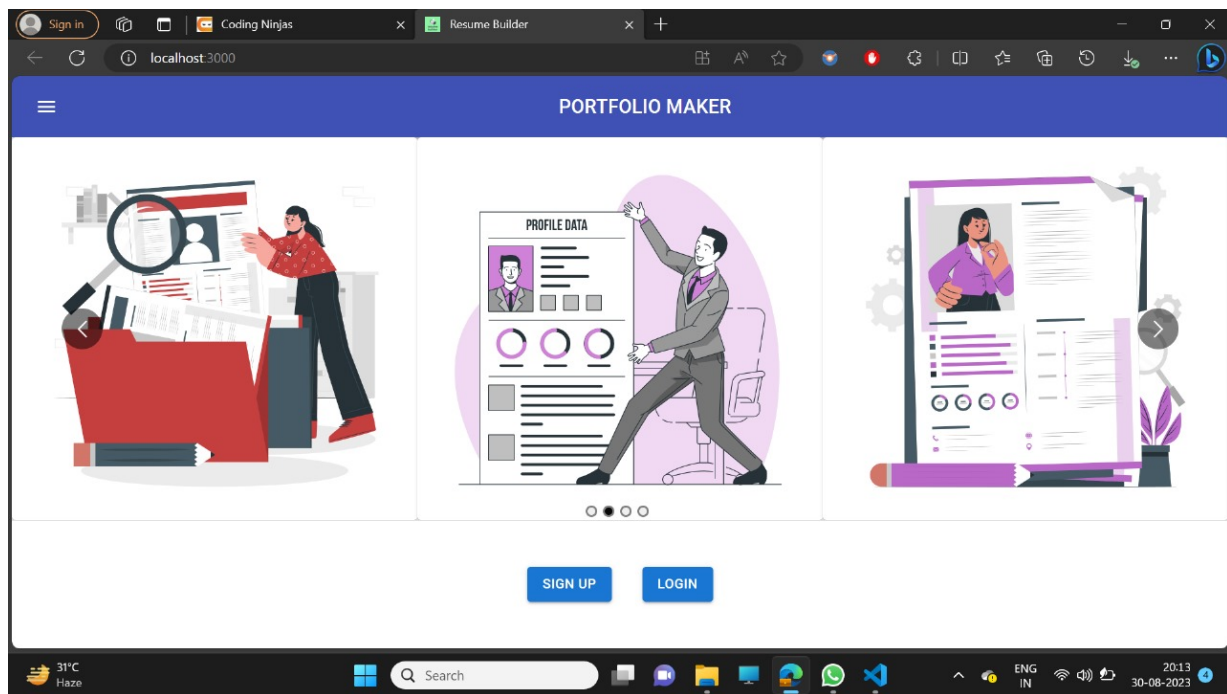 Sign in
Coding Ninjas
Resume Builder
localhost:3000
PORTFOLIO MAKER
PROFILE DATA
SIGN UP
LOGIN
31°C
Haze
Search
ENG
IN
20:13
30-08-2023
4